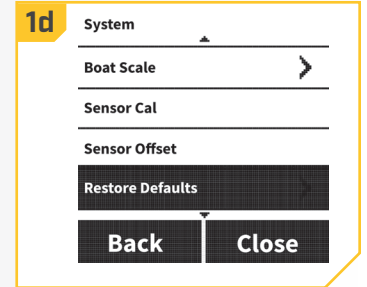 1d
System
Boat Scale
Sensor Cal
Sensor Offset
Restore Defaults
Back Close